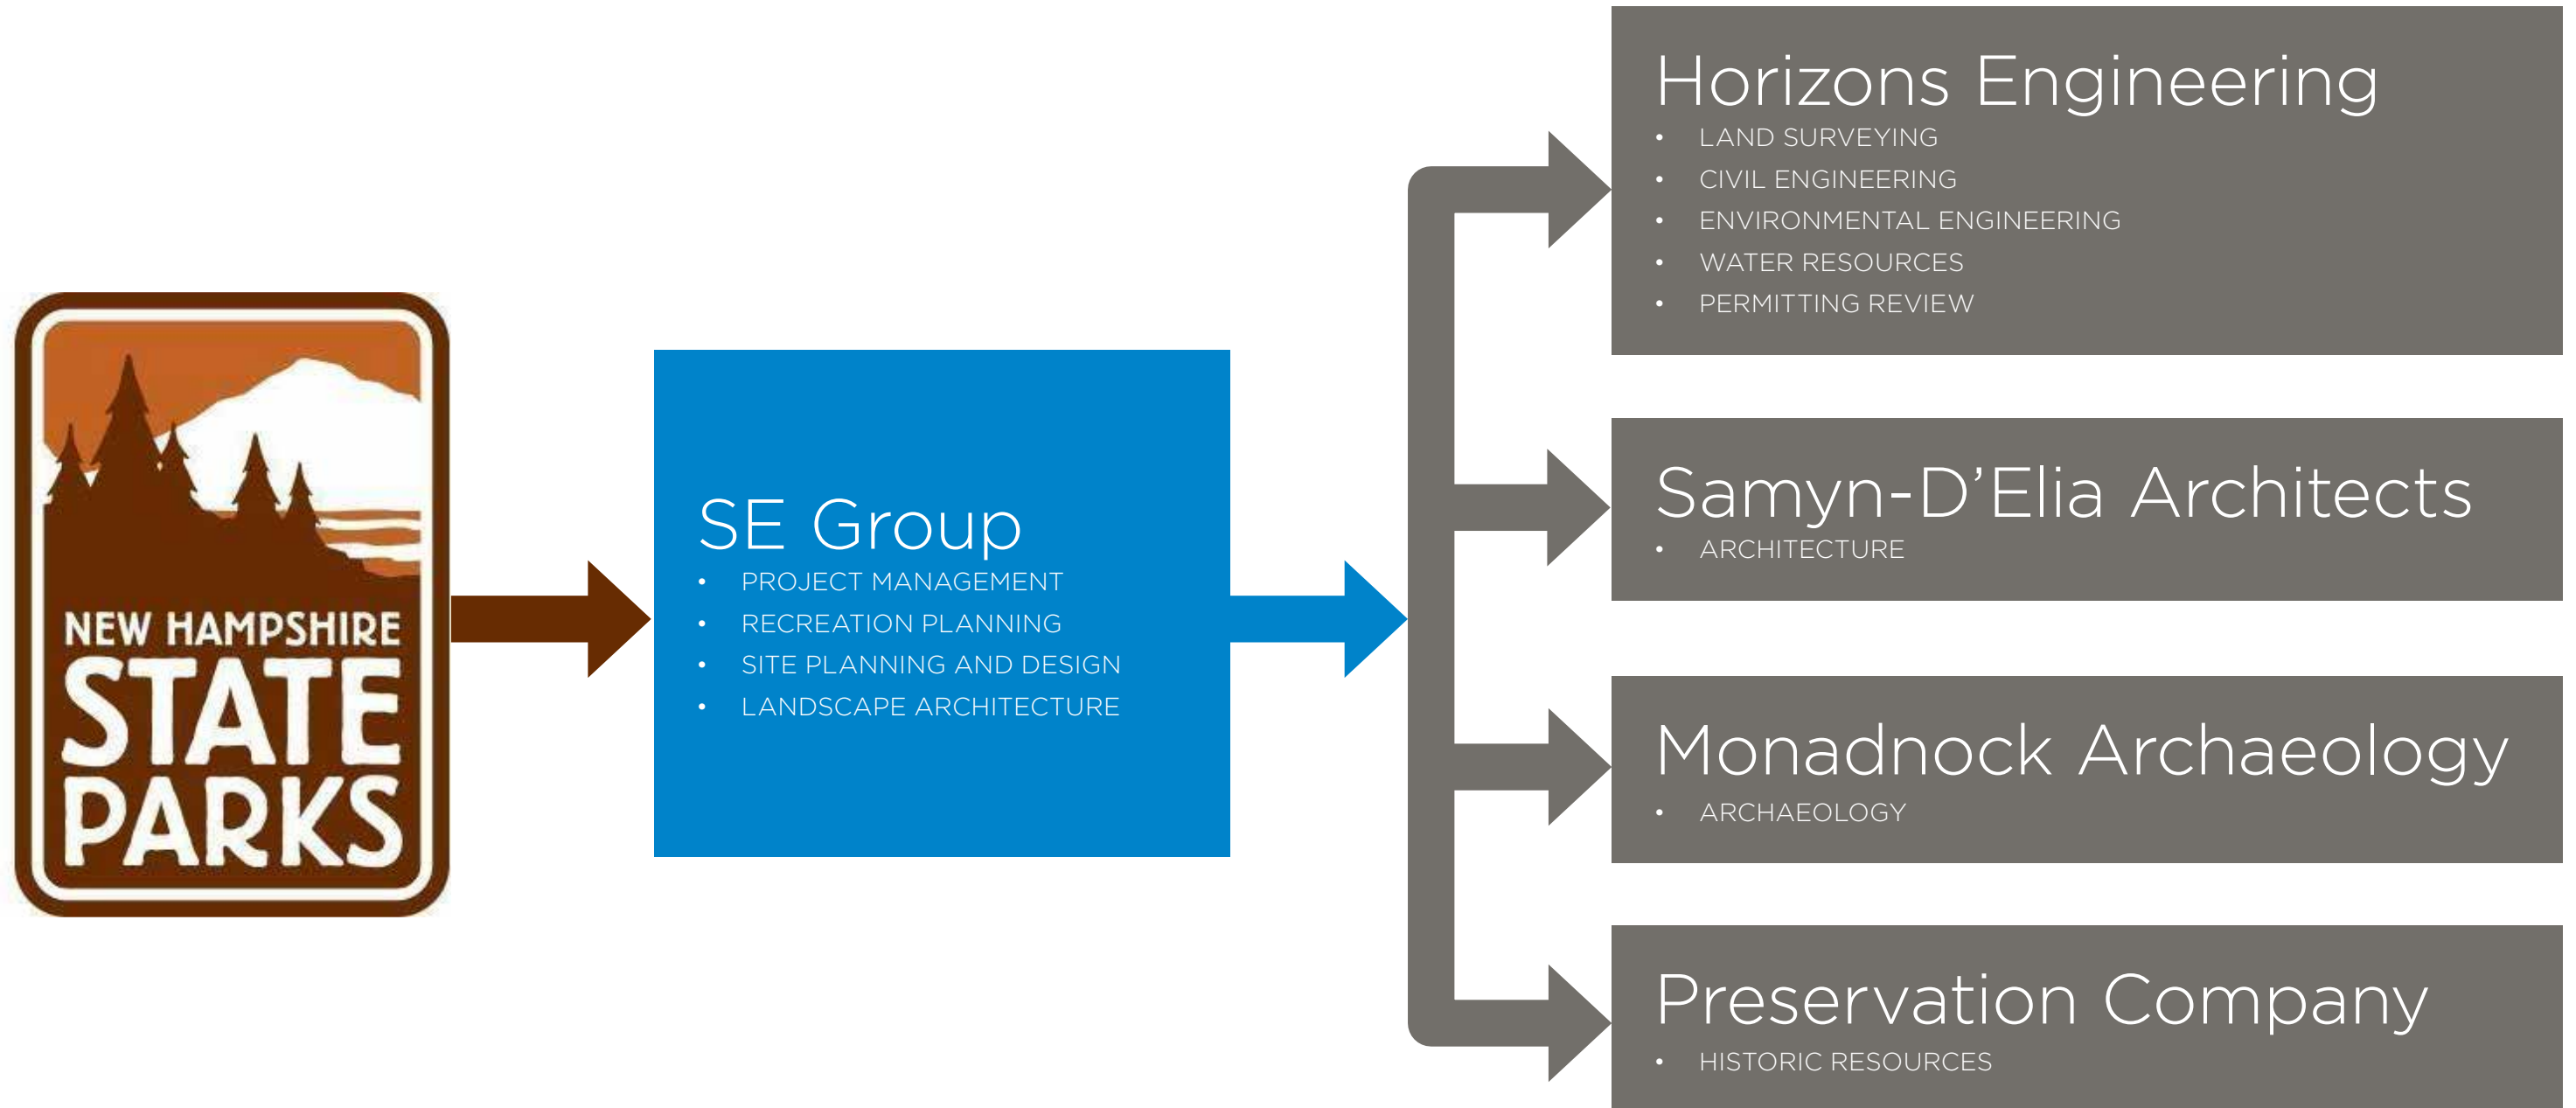 NEW HAMPSHIRE
STATE
PARKS
SE Group
• PROJECT MANAGEMENT
• RECREATION PLANNING
• SITE PLANNING AND DESIGN
• LANDSCAPE ARCHITECTURE
Horizons Engineering
• LAND SURVEYING
• CIVIL ENGINEERING
• ENVIRONMENTAL ENGINEERING
• WATER RESOURCES
• PERMITTING REVIEW
Samyn-D’Elia Architects
• ARCHITECTURE
Monadnock Archaeology
• ARCHAEOLOGY
Preservation Company
• HISTORIC RESOURCES